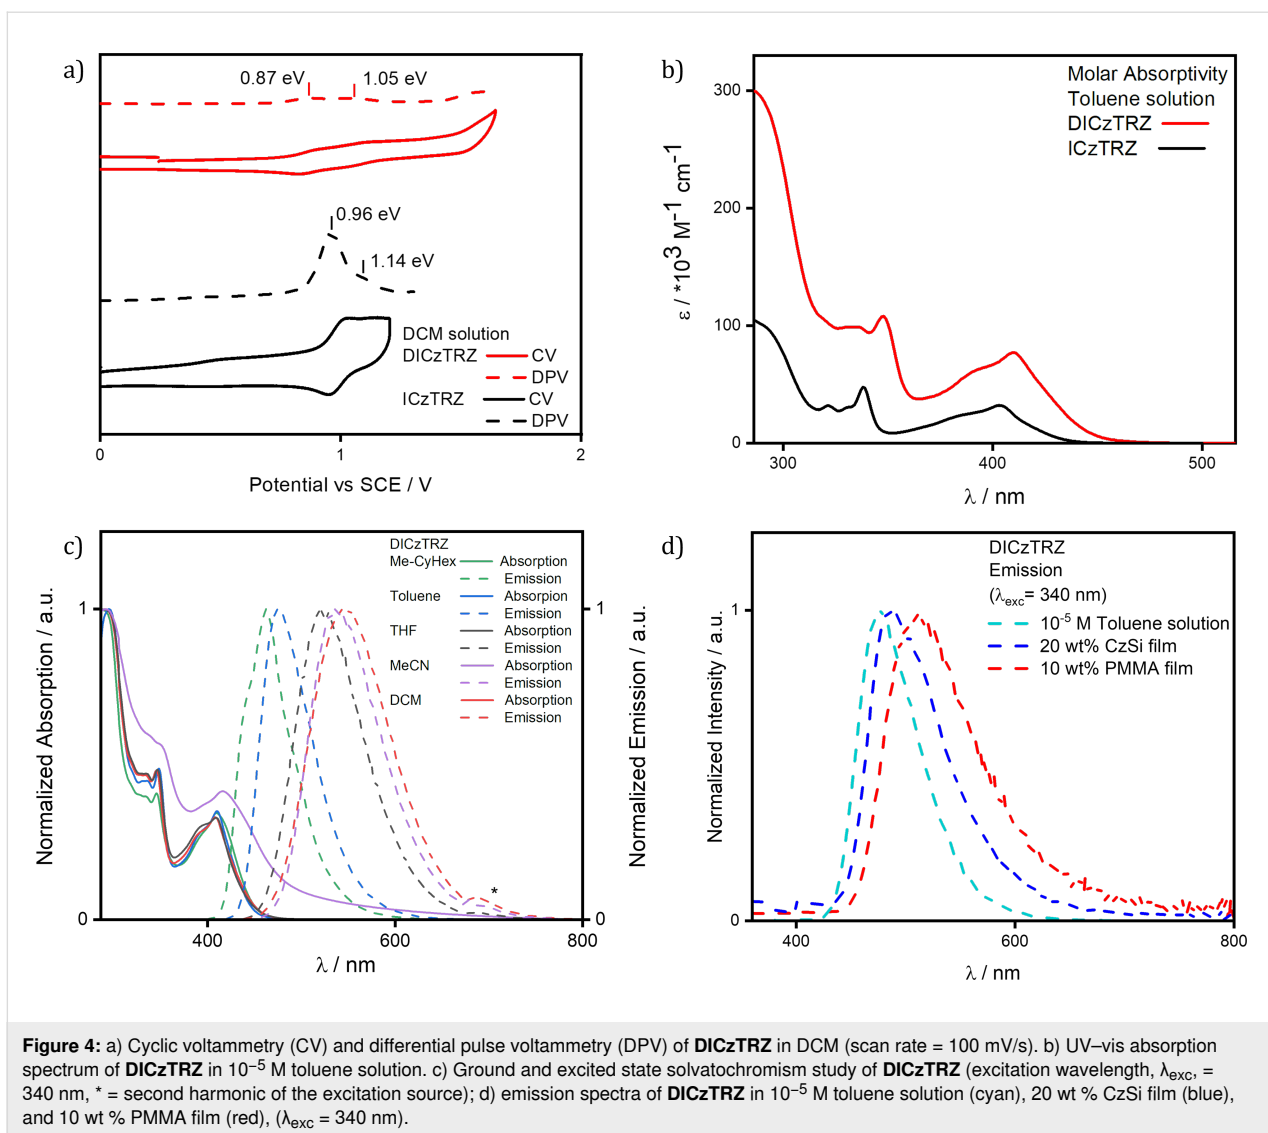 a)
0.87 eV
1.05 eV
0.96 eV
1.14 eV
DCM solution
DICzTRZ
CV
DPV
ICzTRZ
CV
DPV
0
1
2
Potential vs SCE / V
b)
Molar Absorptivity
Toluene solution
DICzTRZ
ICzTRZ
ε / *10³ M⁻¹ cm⁻¹
300
200
100
0
300
400
500
λ / nm
c)
DICzTRZ
Me-CyHex
Absorption
Emission
Toluene
Absorpion
Emission
THF
Absorption
Emission
MeCN
Absorption
Emission
DCM
Absorption
Emission
*
Normalized Absorption / a.u.
1
0
1
0
Normalized Emission / a.u.
400
600
800
λ / nm
d)
DICzTRZ
Emission
(λexc= 340 nm)
10⁻⁵ M Toluene solution
20 wt% CzSi film
10 wt% PMMA film
Normalized Intensity / a.u.
1
0
400
600
800
λ / nm
Figure 4: a) Cyclic voltammetry (CV) and differential pulse voltammetry (DPV) of DICzTRZ in DCM (scan rate = 100 mV/s). b) UV–vis absorption
spectrum of DICzTRZ in 10⁻⁵ M toluene solution. c) Ground and excited state solvatochromism study of DICzTRZ (excitation wavelength, λexc, =
340 nm, * = second harmonic of the excitation source); d) emission spectra of DICzTRZ in 10⁻⁵ M toluene solution (cyan), 20 wt % CzSi film (blue),
and 10 wt % PMMA film (red), (λexc = 340 nm).